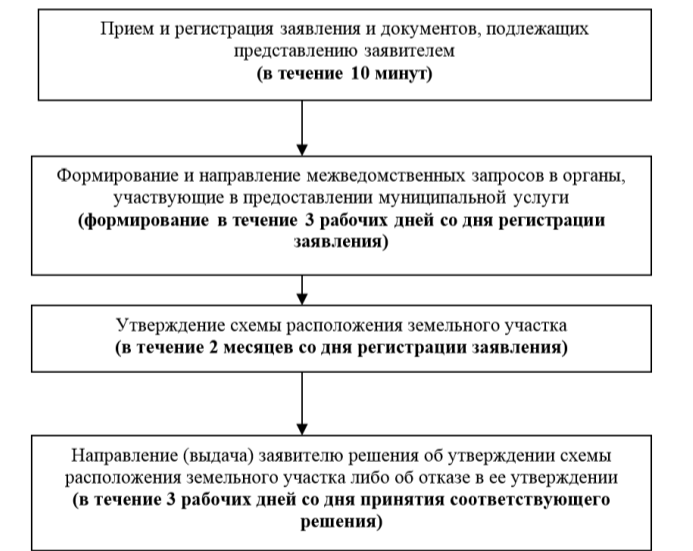 Прием и регистрация заявления и документов, подлежащих
представлению заявителем
(в течение 10 минут)
Формирование и направление межведомственных запросов в органы,
участвующие в предоставлении муниципальной услуги
(формирование в течение 3 рабочих дней со дня регистрации
заявления)
Утверждение схемы расположения земельного участка
(в течение 2 месяцев со дня регистрации заявления)
Направление (выдача) заявителю решения об утверждении схемы
расположения земельного участка либо об отказе в ее утверждении
(в течение 3 рабочих дней со дня принятия соответствующего
решения)